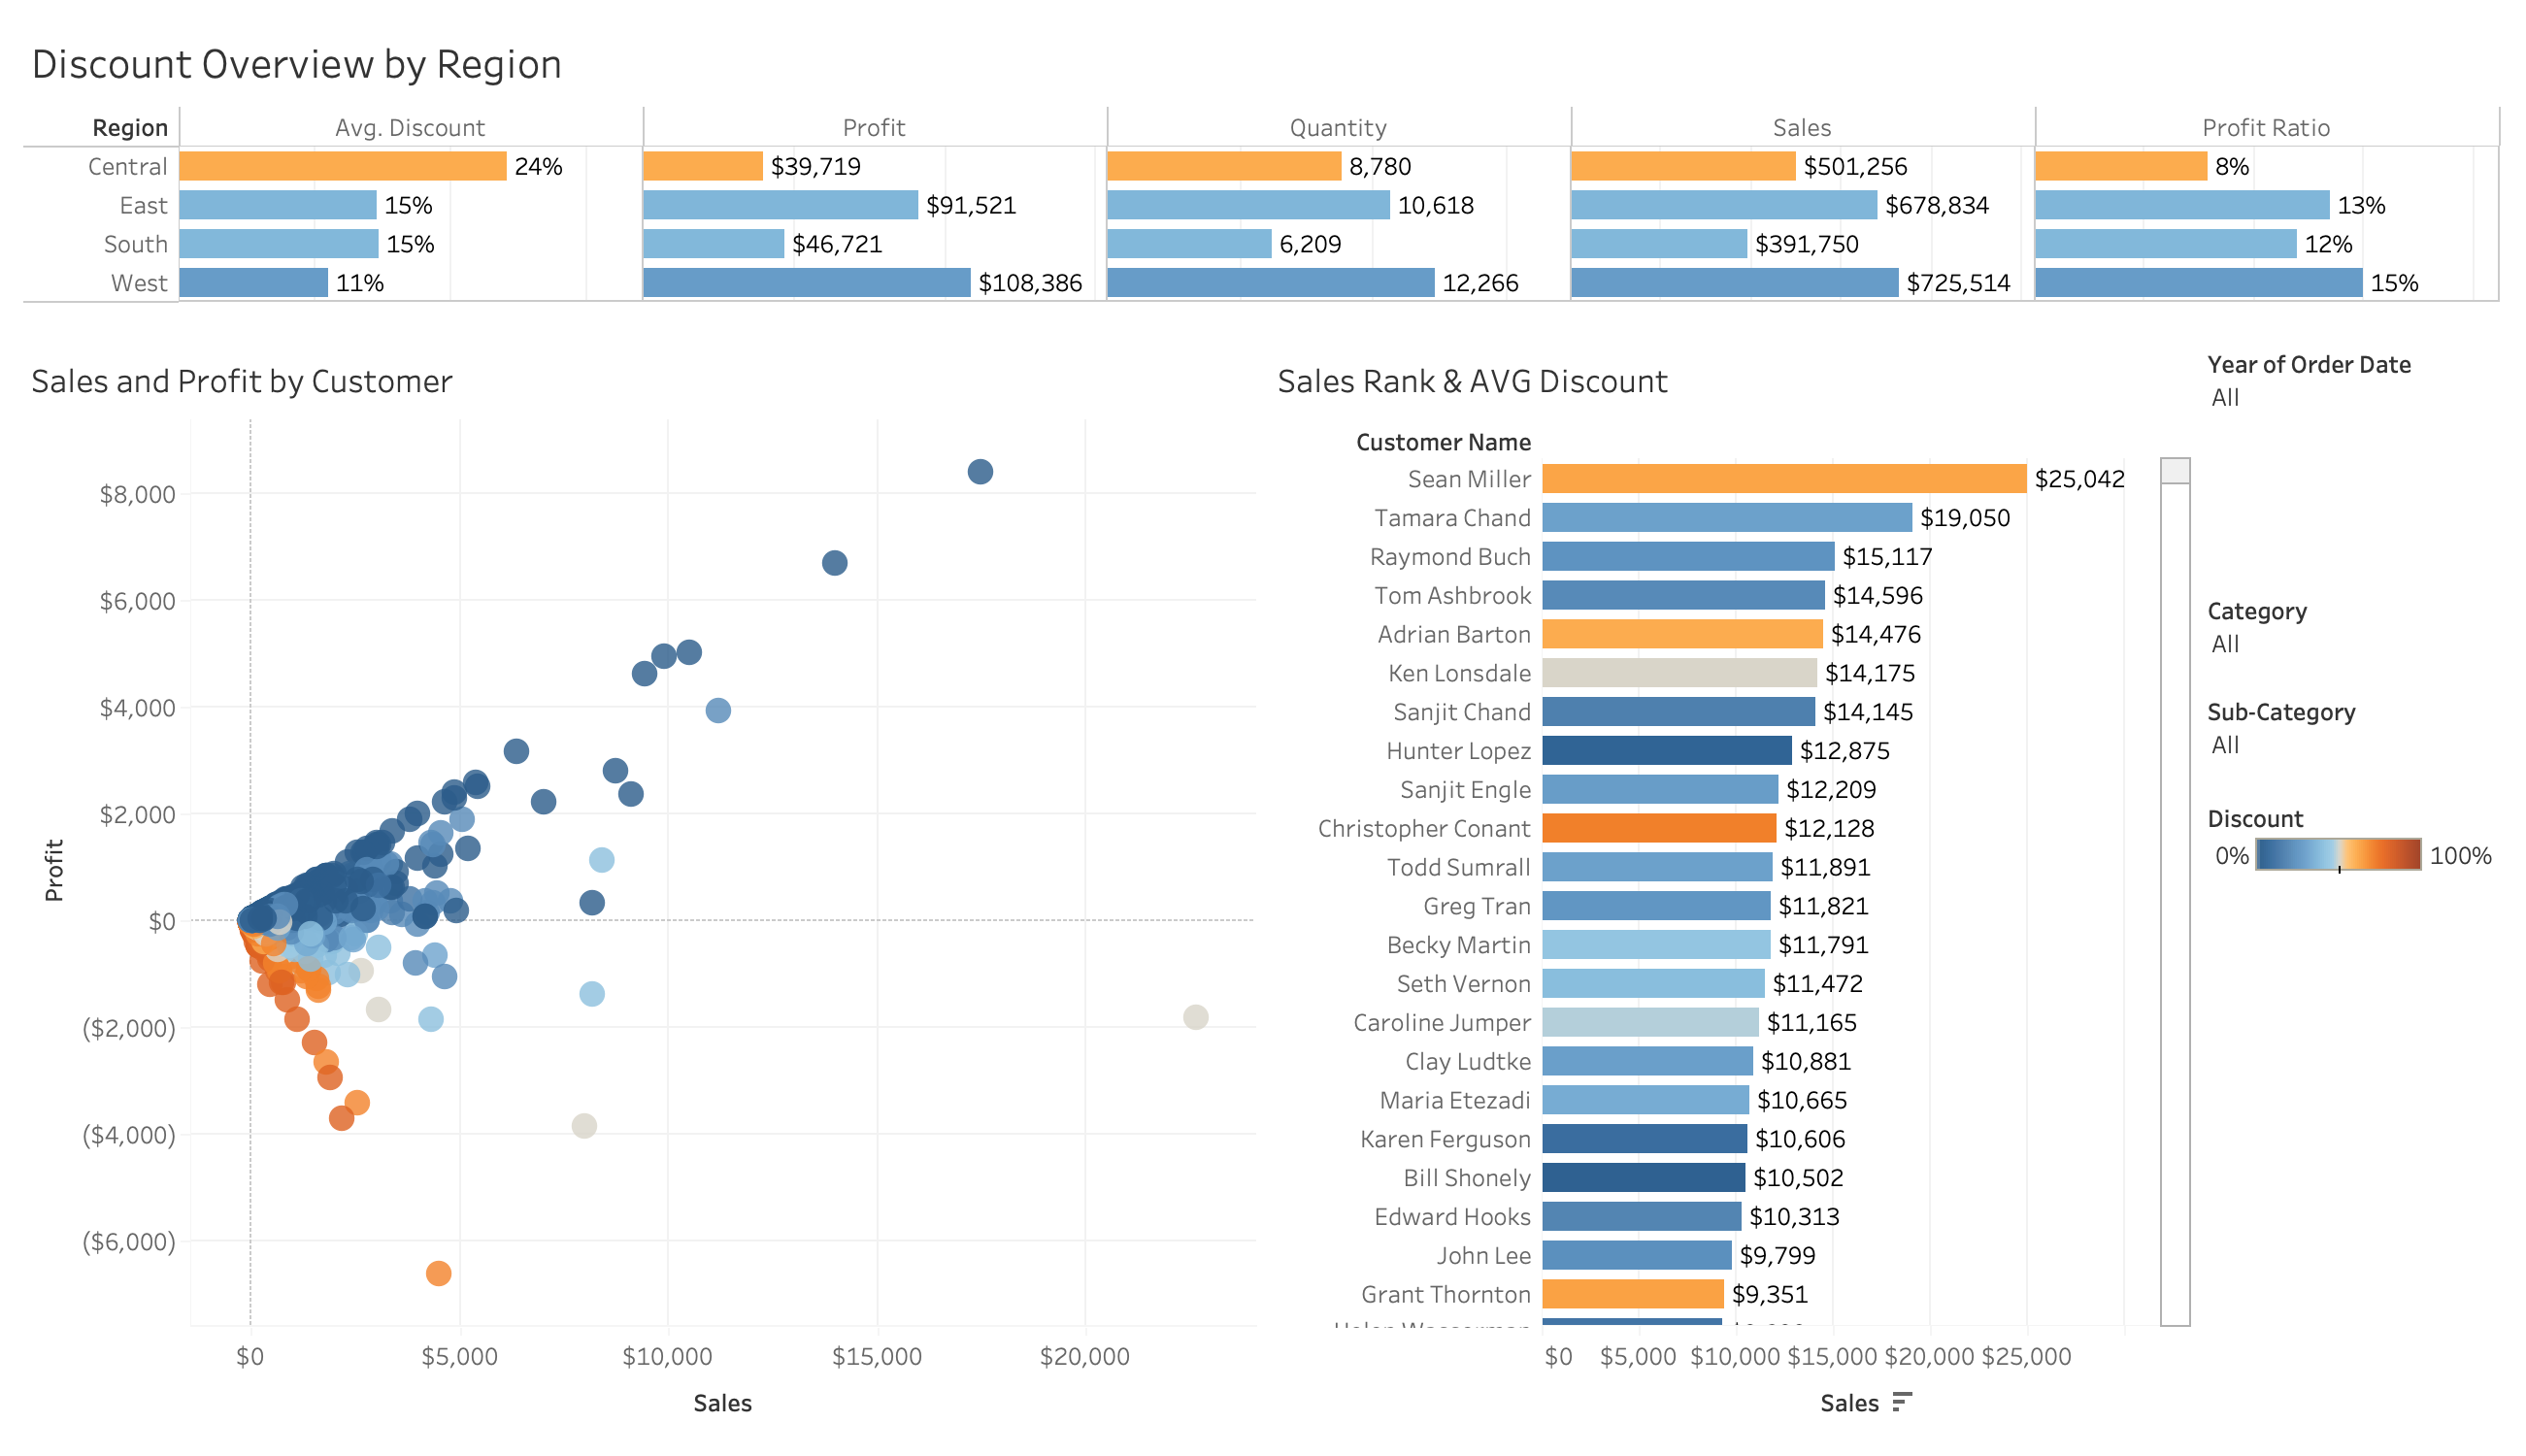 Discount Overview by Region
Region Avg. Discount Profit Quantity Sales Profit Ratio
Central 24% $39,719 8,780 $501,256 8%
East 15% $91,521 10,618 $678,834 13%
South 15% $46,721 6,209 $391,750 12%
West 11% $108,386 12,266 $725,514 15%
Sales and Profit by Customer
Profit
$8,000
$6,000
$4,000
$2,000
$0
($2,000)
($4,000)
($6,000)
$0 $5,000 $10,000 $15,000 $20,000
Sales
Sales Rank & AVG Discount
Customer Name
Sean Miller $25,042
Tamara Chand $19,050
Raymond Buch $15,117
Tom Ashbrook $14,596
Adrian Barton $14,476
Ken Lonsdale $14,175
Sanjit Chand $14,145
Hunter Lopez $12,875
Sanjit Engle $12,209
Christopher Conant $12,128
Todd Sumrall $11,891
Greg Tran $11,821
Becky Martin $11,791
Seth Vernon $11,472
Caroline Jumper $11,165
Clay Ludtke $10,881
Maria Etezadi $10,665
Karen Ferguson $10,606
Bill Shonely $10,502
Edward Hooks $10,313
John Lee $9,799
Grant Thornton $9,351
$0 $5,000 $10,000 $15,000 $20,000 $25,000
Sales
Year of Order Date
All
Category
All
Sub-Category
All
Discount
0% 100%